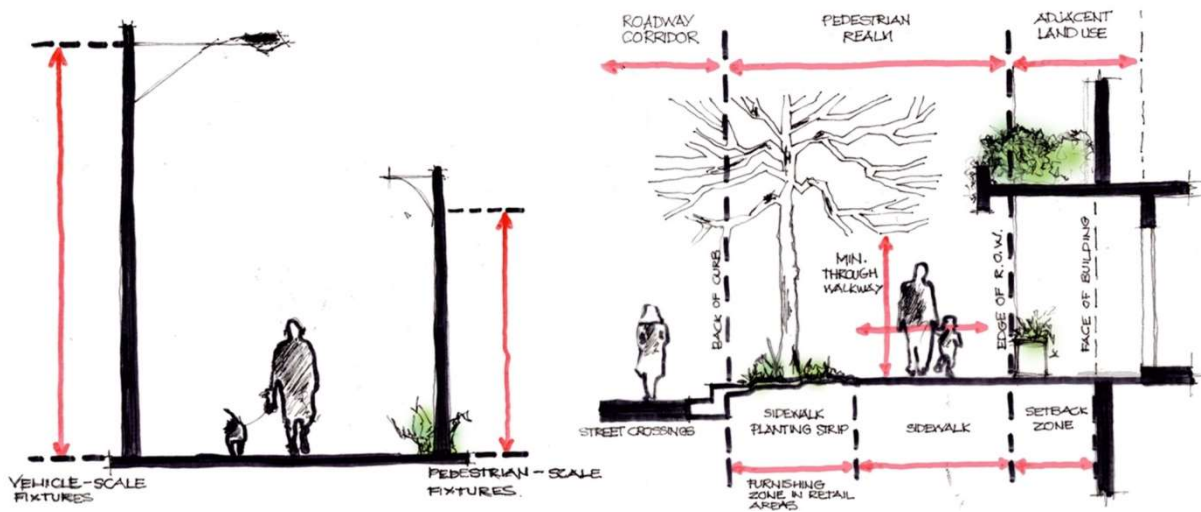 VEHICLE-SCALE
FIXTURES
PEDESTRIAN-SCALE
FIXTURES.
ROADWAY
CORRIDOR
PEDESTRIAN
REALM
ADJACENT
LAND USE
BACK OF CURB
MIN.
THROUGH
WALKWAY
EDGE OF R.O.W.
FACE OF BUILDING
STREET CROSSINGS
SIDEWALK
PLANTING STRIP
SIDEWALK
SETBACK
ZONE
FURNISHING
ZONE IN RETAIL
AREAS